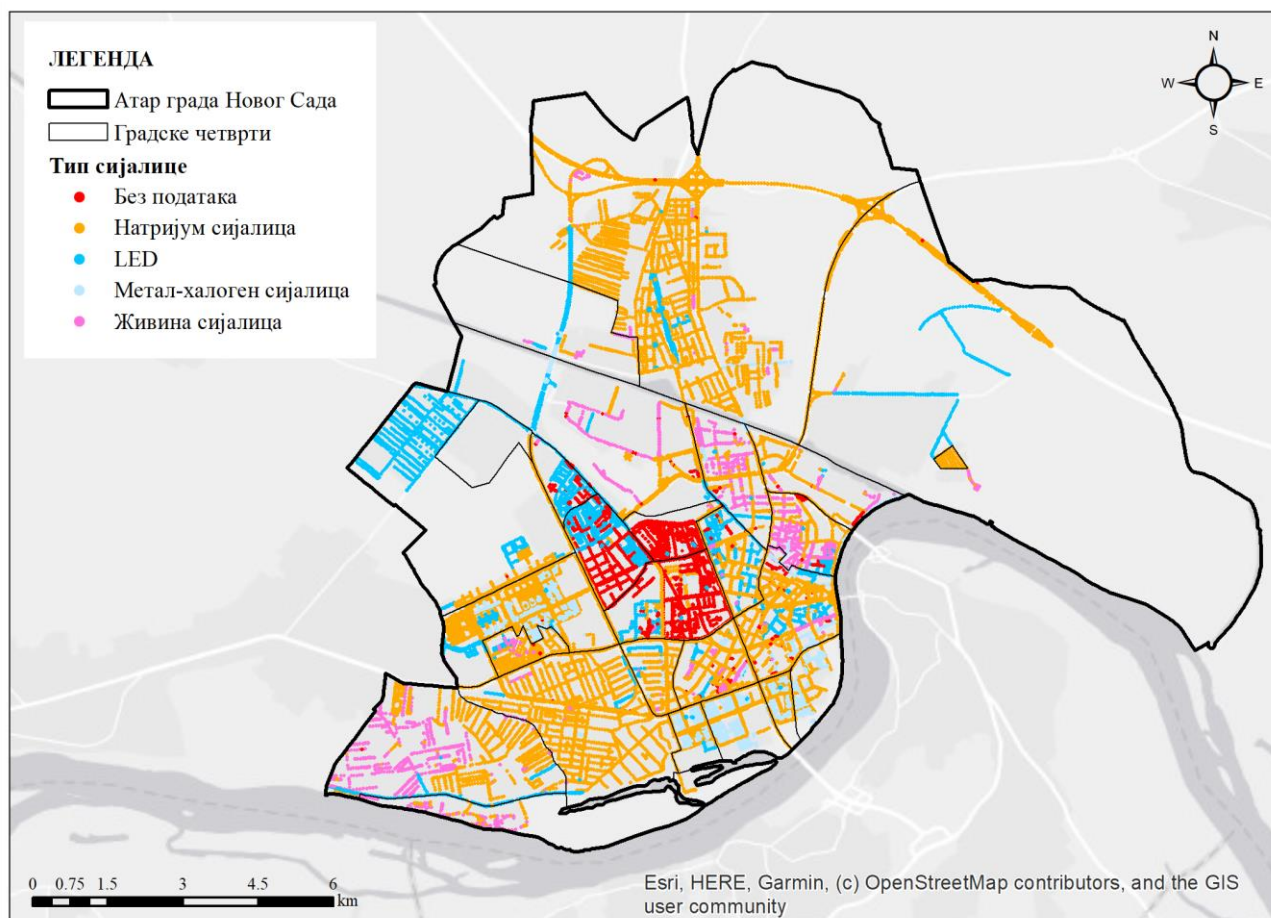 ЛЕГЕНДА
Атар града Новог Сада
Градске четврти
Тип сијалице
Без података
Натријум сијалица
LED
Метал-халоген сијалица
Живина сијалица
N
W
E
S
0 0.75 1.5 3 4.5 6
km
Esri, HERE, Garmin, (c) OpenStreetMap contributors, and the GIS
user community